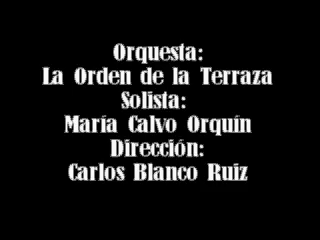 Orquesta:
La Orden de la Terraza
Solista:
María Calvo Orquín
Dirección:
Carlos Blanco Ruiz